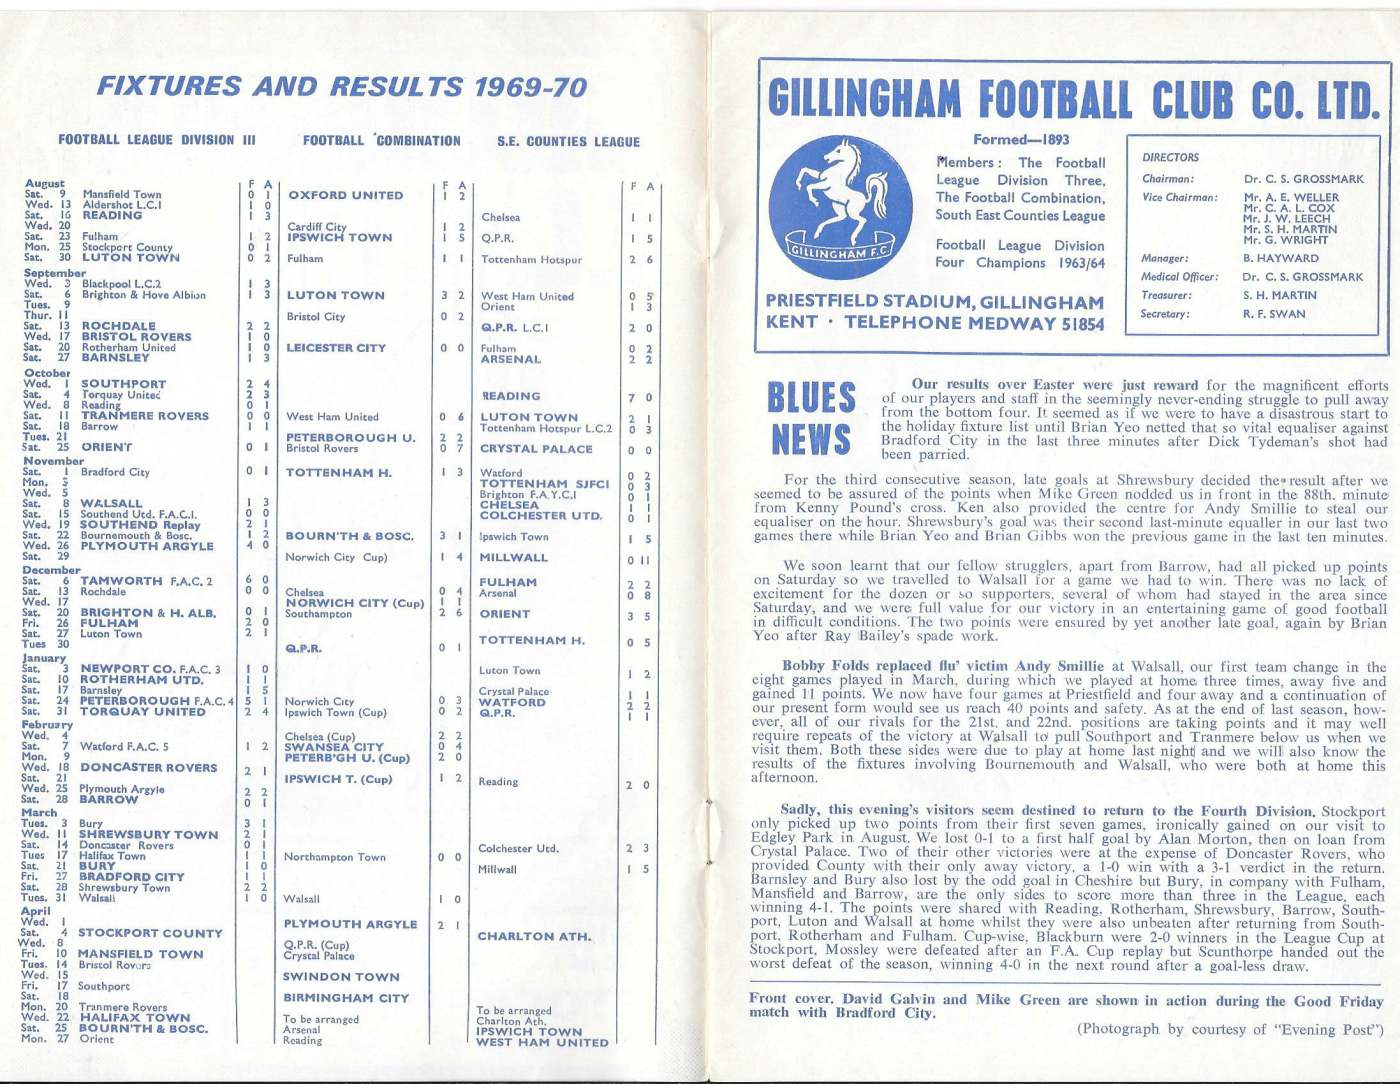 FIXTURES AND RESULTS 1969-70
FOOTBALL LEAGUE DIVISION III FOOTBALL COMBINATION S.E. COUNTIES LEAGUE
August F A F A F A
Sat. 9 Mansfield Town 0 1 OXFORD UNITED 1 2
Wed. 13 Aldershot L.C.1 1 0
Sat. 16 READING 1 3 Chelsea 1 1
Wed. 20 Cardiff City 1 2
Sat. 23 Fulham 1 2 IPSWICH TOWN 1 5 Q.P.R. 1 5
Mon. 25 Stockport County 0 1
Sat. 30 LUTON TOWN 0 2 Fulham 1 1 Tottenham Hotspur 2 6
September
Wed. 3 Blackpool L.C.2 1 3
Sat. 6 Brighton & Hove Albion 1 3 LUTON TOWN 3 2 West Ham United 0 5
Tues. 9 Orient 1 3
Thur. 11 Bristol City 0 2
Sat. 13 ROCHDALE 2 2 Q.P.R. L.C.1 2 0
Wed. 17 BRISTOL ROVERS 1 0
Sat. 20 Rotherham United 1 0 LEICESTER CITY 0 0 Fulham 0 2
Sat. 27 BARNSLEY 1 3 ARSENAL 2 2
October
Wed. 1 SOUTHPORT 2 4
Sat. 4 Torquay United 2 3 READING 7 0
Wed. 8 Reading 0 1
Sat. 11 TRANMERE ROVERS 0 0 West Ham United 0 6 LUTON TOWN 2 1
Sat. 18 Barrow 1 1 Tottenham Hotspur L.C.2 0 3
Tues. 21 PETERBOROUGH U. 2 2
Sat. 25 ORIENT 0 1 Bristol Rovers 0 7 CRYSTAL PALACE 0 0
November
Sat. 1 Bradford City 0 1 TOTTENHAM H. 1 3 Watford 0 2
Mon. 3 TOTTENHAM SJFCI 0 3
Wed. 5 Brighton F.A.Y.C.1 0 1
Sat. 8 WALSALL 1 3 CHELSEA 1 1
Sat. 15 Southend Utd. F.A.C.1. 0 0 COLCHESTER UTD. 0 1
Wed. 19 SOUTHEND Replay 2 1
Sat. 22 Bournemouth & Bosc. 1 2 BOURN'TH & BOSC. 3 1 Ipswich Town 1 5
Wed. 26 PLYMOUTH ARGYLE 4 0
Sat. 29 Norwich City Cup) 1 4 MILLWALL 0 11
December
Sat. 6 TAMWORTH F.A.C. 2 6 0 FULHAM 2 2
Sat. 13 Rochdale 0 0 Chelsea 0 4 Arsenal 0 8
Wed. 17 NORWICH CITY (Cup) 1 1
Sat. 20 BRIGHTON & H. ALB. 0 1 Southampton 2 6 ORIENT 3 5
Fri. 26 FULHAM 2 0
Sat. 27 Luton Town 2 1
Tues 30 Q.P.R. 0 1 TOTTENHAM H. 0 5
January
Sat. 3 NEWPORT CO. F.A.C. 3 1 0 Luton Town 1 2
Sat. 10 ROTHERHAM UTD. 1 1
Sat. 17 Barnsley 1 5 Crystal Palace 1 1
Sat. 24 PETERBOROUGH F.A.C. 4 5 1 Norwich City 0 3 WATFORD 2 2
Sat. 31 TORQUAY UNITED 2 4 Ipswich Town (Cup) 0 2 Q.P.R. 1 1
February
Wed. 4 Chelsea (Cup) 2 2
Sat. 7 Watford F.A.C. 5 1 2 SWANSEA CITY 0 4
Mon. 9 PETERB'GH U. (Cup) 2 0
Wed. 18 DONCASTER ROVERS 2 1
Sat. 21 IPSWICH T. (Cup) 1 2 Reading 2 0
Wed. 25 Plymouth Argyle 2 2
Sat. 28 BARROW 0 1
March
Tues. 3 Bury 3 1
Wed. 11 SHREWSBURY TOWN 2 1
Sat. 14 Doncaster Rovers 0 1 Colchester Utd. 2 3
Tues 17 Halifax Town 1 1 Northampton Town 0 0
Sat. 21 BURY 1 0 Millwall 1 5
Fri. 27 BRADFORD CITY 1 1
Sat. 28 Shrewsbury Town 2 2
Tues. 31 Walsall 1 0 Walsall 1 0
April
Wed. 1 PLYMOUTH ARGYLE 2 1
Sat. 4 STOCKPORT COUNTY CHARLTON ATH.
Wed. 8 Q.P.R. (Cup)
Fri. 10 MANSFIELD TOWN Crystal Palace
Tues. 14 Bristol Rovers
Wed. 15 SWINDON TOWN
Fri. 17 Southport
Sat. 18 BIRMINGHAM CITY
Mon. 20 Tranmere Rovers To be arranged
Wed. 22 HALIFAX TOWN To be arranged Charlton Ath.
Sat. 25 BOURN'TH & BOSC. Arsenal IPSWICH TOWN
Mon. 27 Orient Reading WEST HAM UNITED
GILLINGHAM FOOTBALL CLUB CO. LTD.
GILLINGHAM F.C.
Formed—1893
Members: The Football
League Division Three,
The Football Combination,
South East Counties League
Football League Division
Four Champions 1963/64
PRIESTFIELD STADIUM, GILLINGHAM
KENT · TELEPHONE MEDWAY 51854
DIRECTORS
Chairman: Dr. C. S. GROSSMARK
Vice Chairman: Mr. A. E. WELLER
Mr. C. A. L. COX
Mr. J. W. LEECH
Mr. S. H. MARTIN
Mr. G. WRIGHT
Manager: B. HAYWARD
Medical Officer: Dr. C. S. GROSSMARK
Treasurer: S. H. MARTIN
Secretary: R. F. SWAN
BLUES
NEWS
Our results over Easter were just reward for the magnificent efforts
of our players and staff in the seemingly never-ending struggle to pull away
from the bottom four. It seemed as if we were to have a disastrous start to
the holiday fixture list until Brian Yeo netted that so vital equaliser against
Bradford City in the last three minutes after Dick Tydeman's shot had
been parried.
For the third consecutive season, late goals at Shrewsbury decided the result after we
seemed to be assured of the points when Mike Green nodded us in front in the 88th. minute
from Kenny Pound's cross. Ken also provided the centre for Andy Smillie to steal our
equaliser on the hour. Shrewsbury's goal was their second last-minute equaller in our last two
games there while Brian Yeo and Brian Gibbs won the previous game in the last ten minutes.
We soon learnt that our fellow strugglers, apart from Barrow, had all picked up points
on Saturday so we travelled to Walsall for a game we had to win. There was no lack of
excitement for the dozen or so supporters, several of whom had stayed in the area since
Saturday, and we were full value for our victory in an entertaining game of good football
in difficult conditions. The two points were ensured by yet another late goal, again by Brian
Yeo after Ray Bailey's spade work.
Bobby Folds replaced flu' victim Andy Smillie at Walsall, our first team change in the
eight games played in March, during which we played at home three times, away five and
gained 11 points. We now have four games at Priestfield and four away and a continuation of
our present form would see us reach 40 points and safety. As at the end of last season, how-
ever, all of our rivals for the 21st. and 22nd. positions are taking points and it may well
require repeats of the victory at Walsall to pull Southport and Tranmere below us when we
visit them. Both these sides were due to play at home last night and we will also know the
results of the fixtures involving Bournemouth and Walsall, who were both at home this
afternoon.
Sadly, this evening's visitors seem destined to return to the Fourth Division. Stockport
only picked up two points from their first seven games, ironically gained on our visit to
Edgley Park in August. We lost 0-1 to a first half goal by Alan Morton, then on loan from
Crystal Palace. Two of their other victories were at the expense of Doncaster Rovers, who
provided County with their only away victory, a 1-0 win with a 3-1 verdict in the return.
Barnsley and Bury also lost by the odd goal in Cheshire but Bury, in company with Fulham,
Mansfield and Barrow, are the only sides to score more than three in the League, each
winning 4-1. The points were shared with Reading, Rotherham, Shrewsbury, Barrow, South-
port, Luton and Walsall at home whilst they were also unbeaten after returning from South-
port, Rotherham and Fulham. Cup-wise, Blackburn were 2-0 winners in the League Cup at
Stockport, Mossley were defeated after an F.A. Cup replay but Scunthorpe handed out the
worst defeat of the season, winning 4-0 in the next round after a goal-less draw.
Front cover. David Galvin and Mike Green are shown in action during the Good Friday
match with Bradford City.
(Photograph by courtesy of "Evening Post")